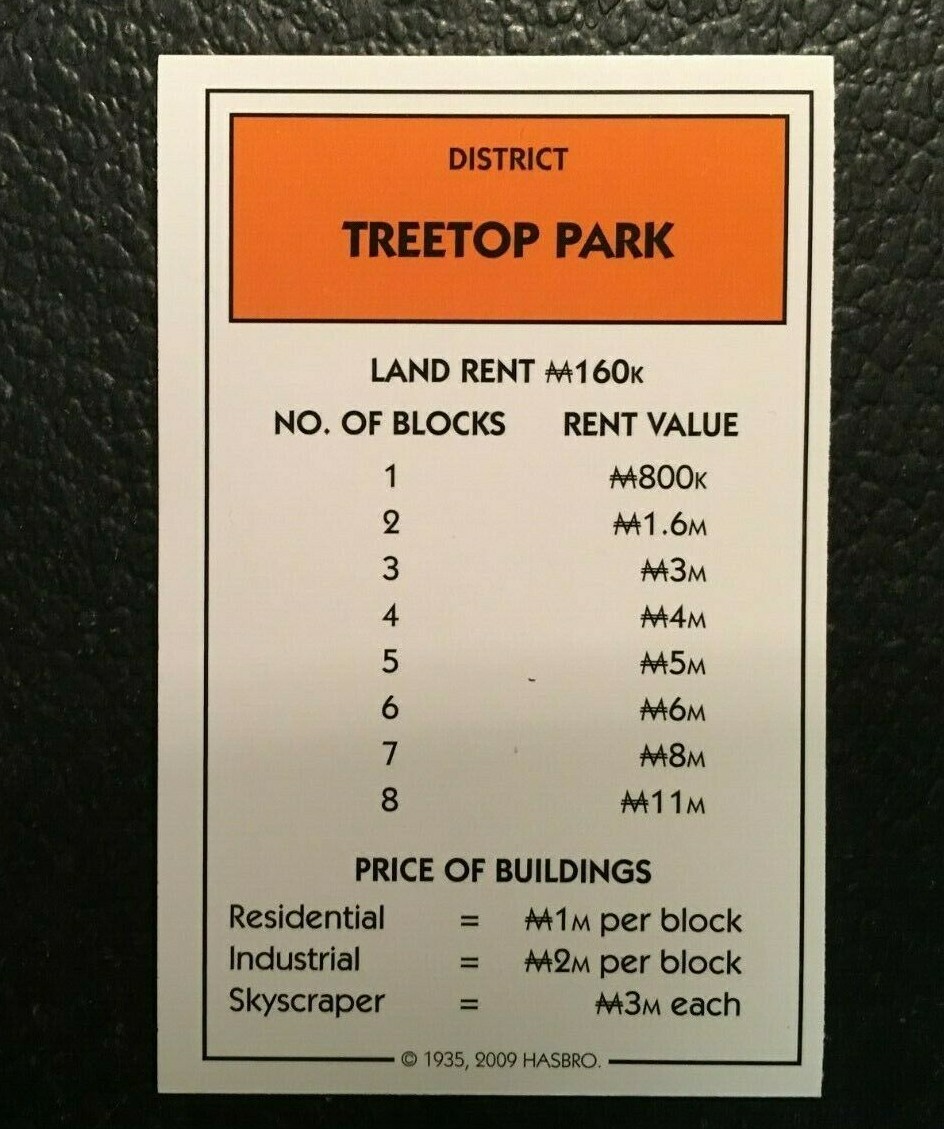 DISTRICT
TREETOP PARK
LAND RENT ₩160K
NO. OF BLOCKS RENT VALUE
1 ₩800K
2 ₩1.6M
3 ₩3M
4 ₩4M
5 ₩5M
6 ₩6M
7 ₩8M
8 ₩11M
PRICE OF BUILDINGS
Residential = ₩1M per block
Industrial = ₩2M per block
Skyscraper = ₩3M each
© 1935, 2009 HASBRO.